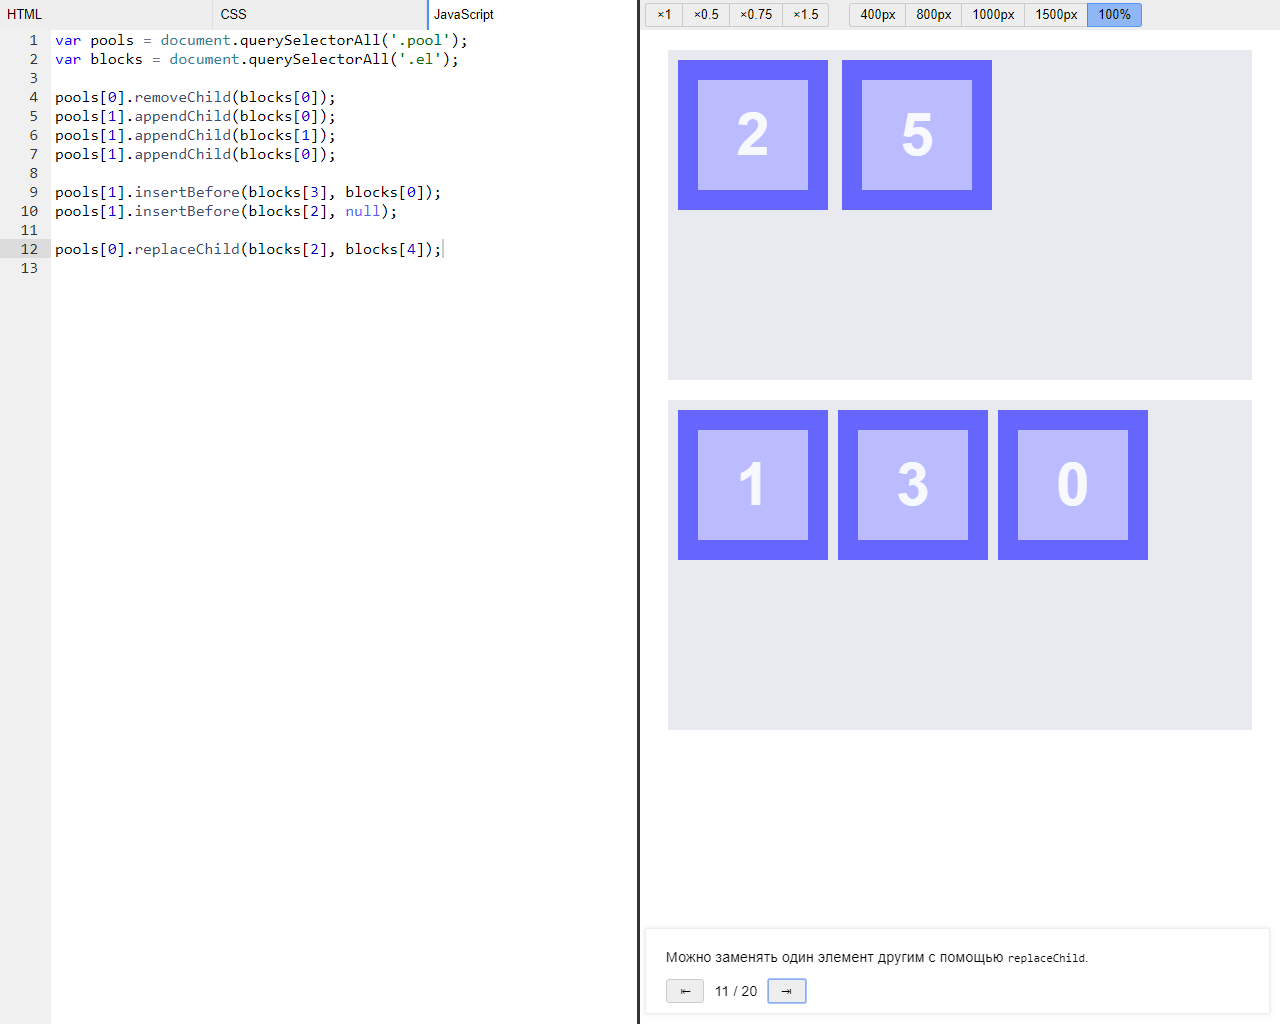 HTML CSS JavaScript
×1 ×0.5 ×0.75 ×1.5 400px 800px 1000px 1500px 100%
1 var pools = document.querySelectorAll('.pool');
2 var blocks = document.querySelectorAll('.el');
3
4 pools[0].removeChild(blocks[0]);
5 pools[1].appendChild(blocks[0]);
6 pools[1].appendChild(blocks[1]);
7 pools[1].appendChild(blocks[0]);
8
9 pools[1].insertBefore(blocks[3], blocks[0]);
10 pools[1].insertBefore(blocks[2], null);
11
12 pools[0].replaceChild(blocks[2], blocks[4]);
13
2 5
1 3 0
Можно заменять один элемент другим с помощью replaceChild.
⇤ 11 / 20 ⇥